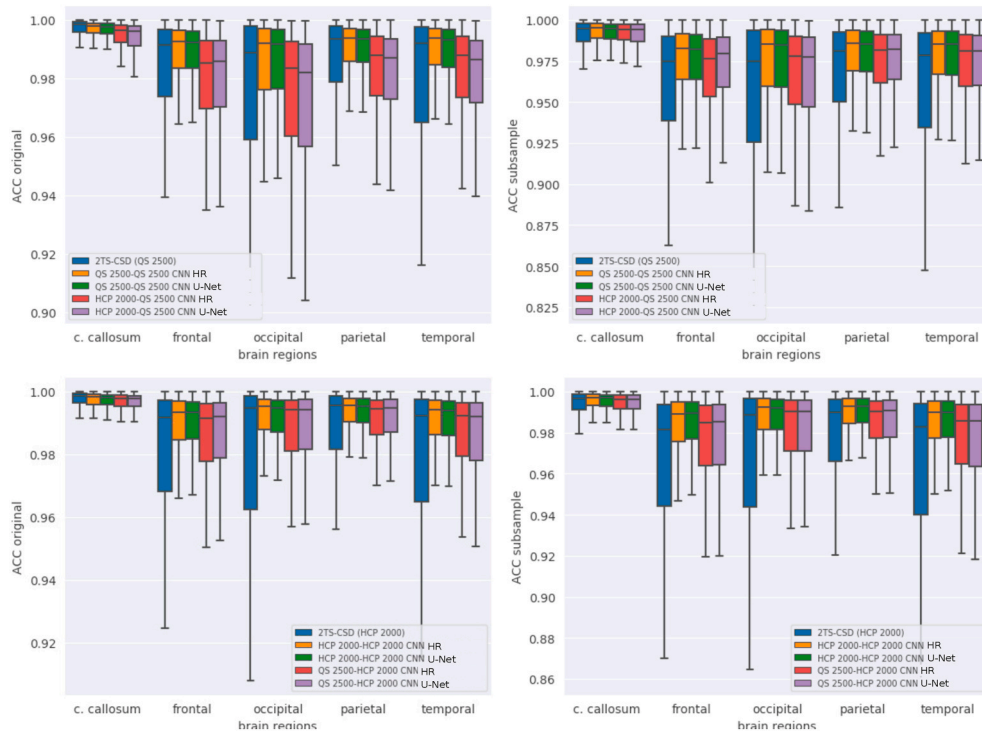 1.00
0.98
0.96
0.94
0.92
0.90
ACC original
2TS-CSD (QS 2500)
QS 2500-QS 2500 CNN HR
QS 2500-QS 2500 CNN U-Net
HCP 2000-QS 2500 CNN HR
HCP 2000-QS 2500 CNN U-Net
c. callosum frontal occipital parietal temporal
brain regions
1.000
0.975
0.950
0.925
0.900
0.875
0.850
0.825
ACC subsample
2TS-CSD (QS 2500)
QS 2500-QS 2500 CNN HR
QS 2500-QS 2500 CNN U-Net
HCP 2000-QS 2500 CNN HR
HCP 2000-QS 2500 CNN U-Net
c. callosum frontal occipital parietal temporal
brain regions
1.00
0.98
0.96
0.94
0.92
ACC original
2TS-CSD (HCP 2000)
HCP 2000-HCP 2000 CNN HR
HCP 2000-HCP 2000 CNN U-Net
QS 2500-HCP 2000 CNN HR
QS 2500-HCP 2000 CNN U-Net
c. callosum frontal occipital parietal temporal
brain regions
1.00
0.98
0.96
0.94
0.92
0.90
0.88
0.86
ACC subsample
2TS-CSD (HCP 2000)
HCP 2000-HCP 2000 CNN HR
HCP 2000-HCP 2000 CNN U-Net
QS 2500-HCP 2000 CNN HR
QS 2500-HCP 2000 CNN U-Net
c. callosum frontal occipital parietal temporal
brain regions